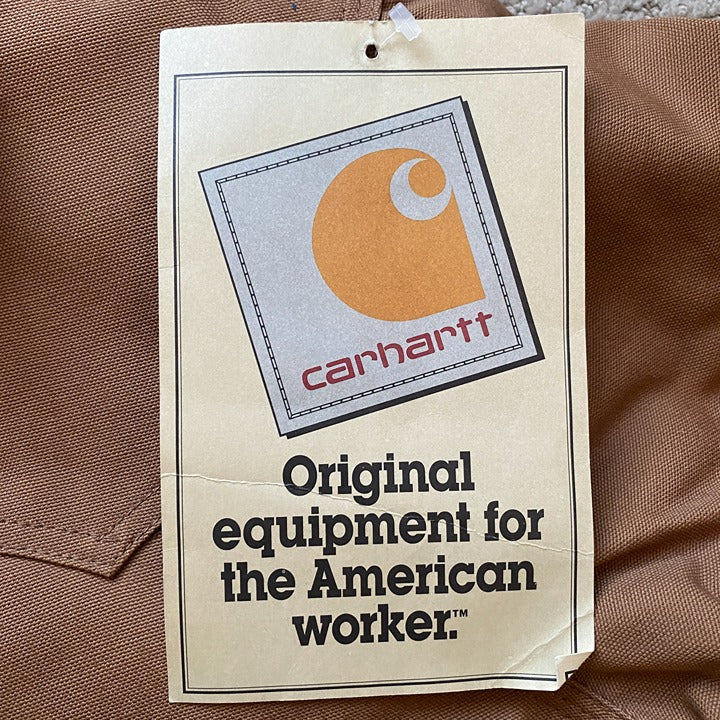 carhartt
Original
equipment for
the American
worker.™